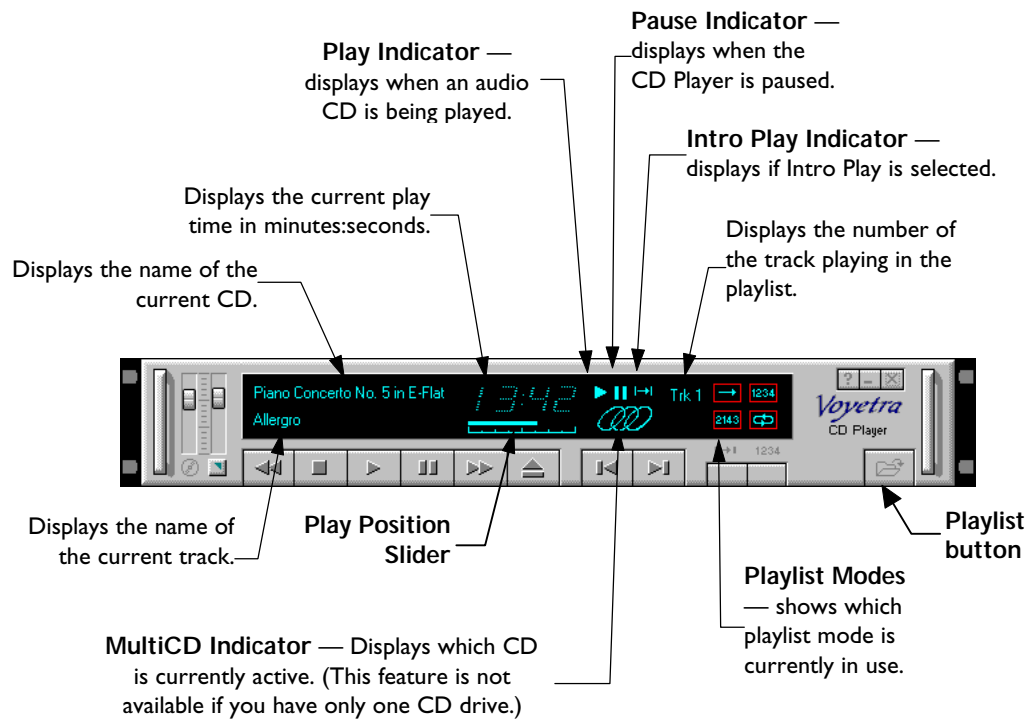 Pause Indicator —
displays when the
CD Player is paused.
Play Indicator —
displays when an audio
CD is being played.
Intro Play Indicator —
displays if Intro Play is selected.
Displays the current play
time in minutes:seconds.
Displays the number of
the track playing in the
playlist.
Displays the name of the
current CD.
Piano Concerto No. 5 in E-Flat
13:42
Trk 1
1234
Allegro
2143
? _
Voyetra
CD Player
1234
Displays the name of
the current track.
Play Position
Slider
Playlist
button
Playlist Modes
— shows which
playlist mode is
currently in use.
MultiCD Indicator — Displays which CD
is currently active. (This feature is not
available if you have only one CD drive.)